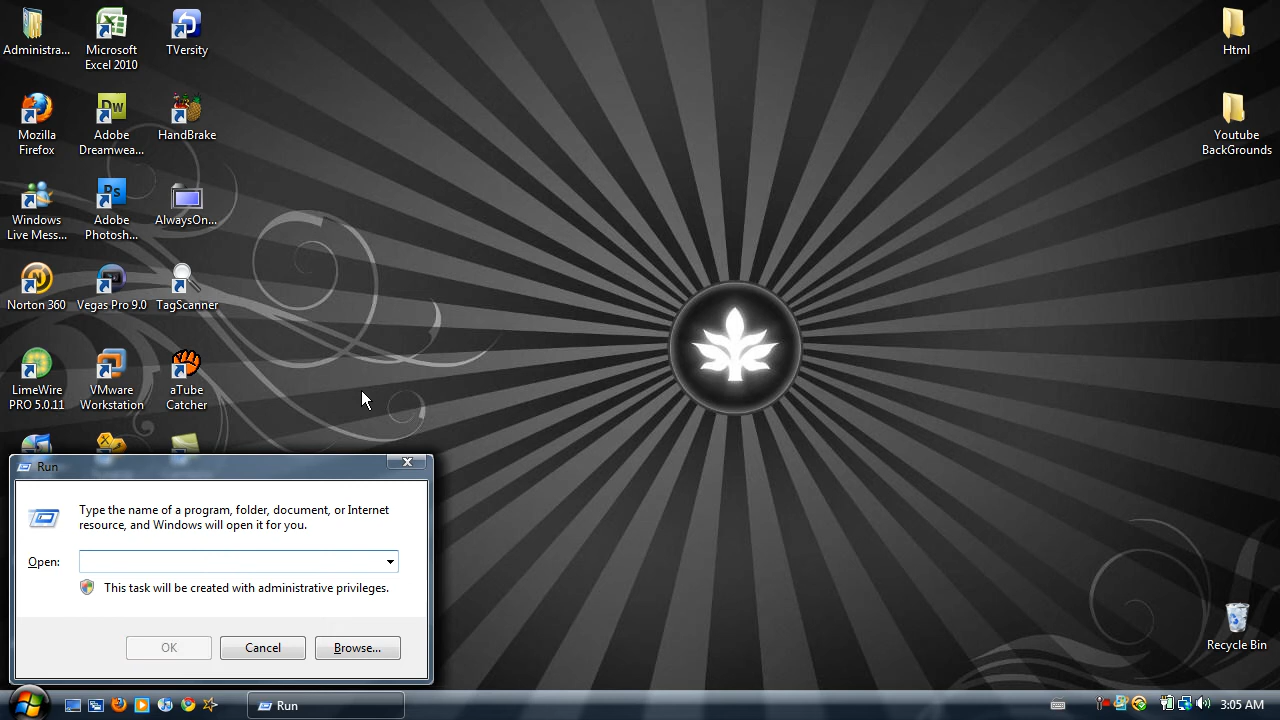 Administra...
Microsoft
Excel 2010
TVersity
Html
Mozilla
Firefox
Adobe
Dreamwea...
HandBrake
Youtube
BackGrounds
Windows
Live Mess...
Adobe
Photosh...
AlwaysOn...
Norton 360
Vegas Pro 9.0
TagScanner
LimeWire
PRO 5.0.11
VMware
Workstation
aTube
Catcher
Run
Type the name of a program, folder, document, or Internet
resource, and Windows will open it for you.
Open:
This task will be created with administrative privileges.
OK
Cancel
Browse...
Recycle Bin
Run
3:05 AM
Dw
Ps